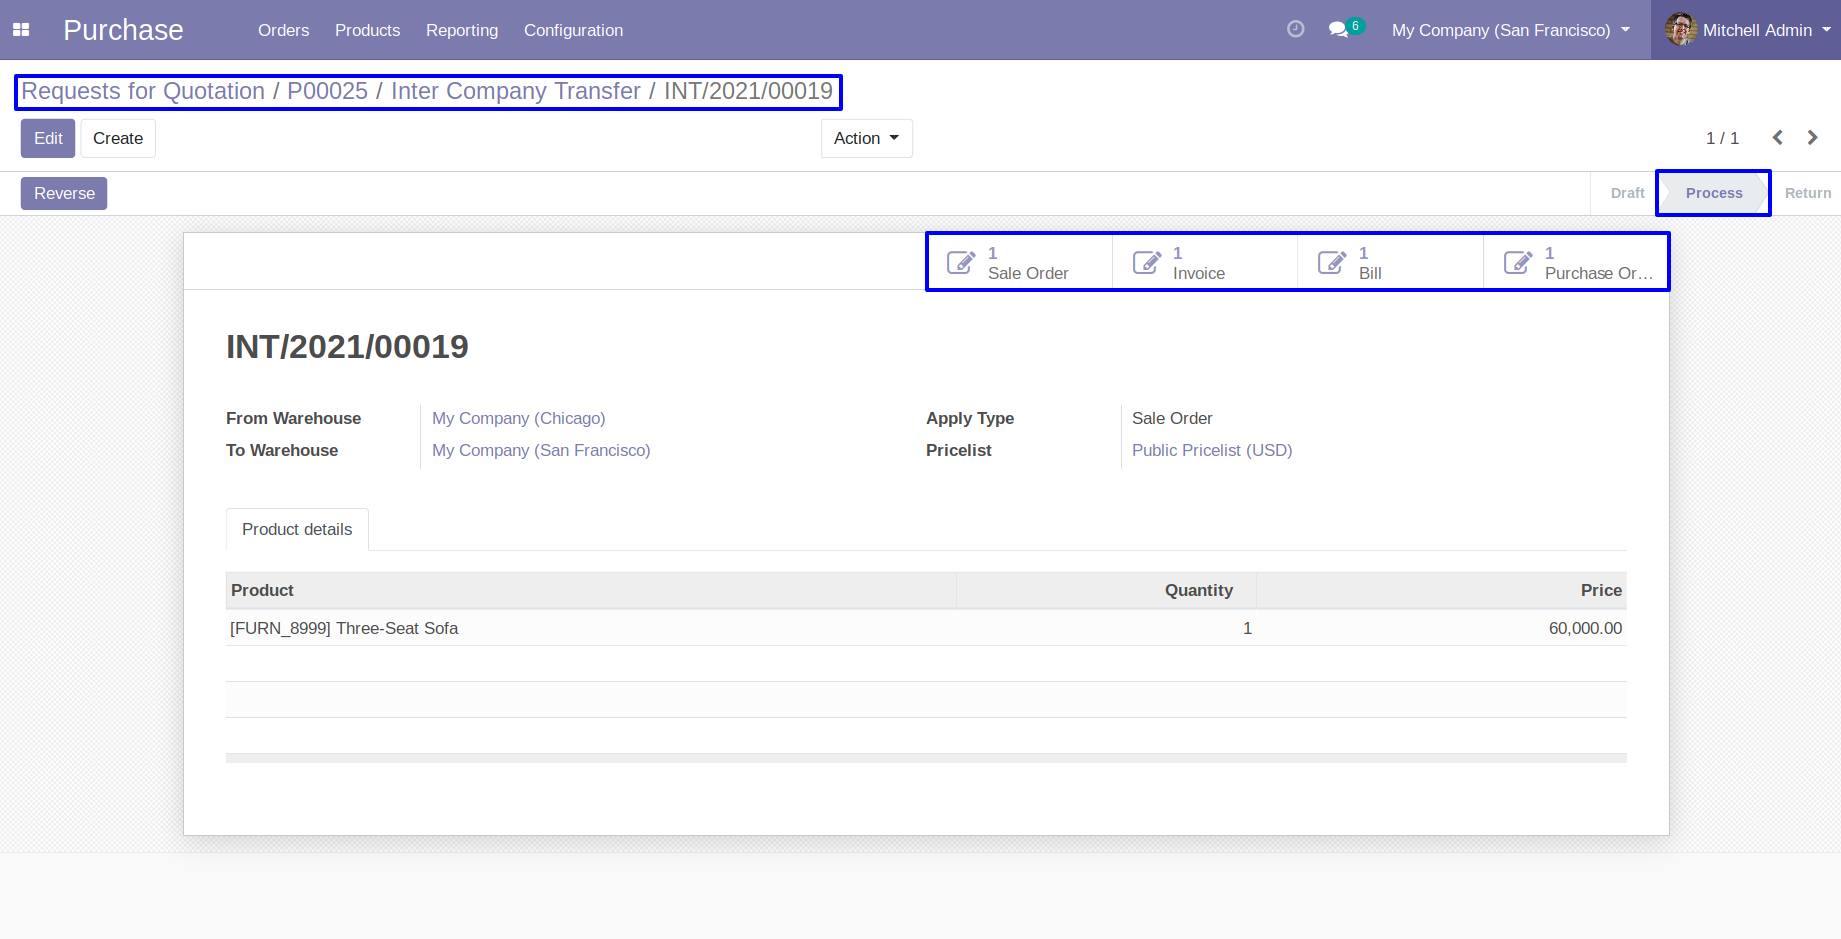 Purchase Orders Products Reporting Configuration 6 My Company (San Francisco) Mitchell Admin
Requests for Quotation / P00025 / Inter Company Transfer / INT/2021/00019
Edit Create Action 1 / 1
Reverse Draft Process Return
1 Sale Order 1 Invoice 1 Bill 1 Purchase Or...
INT/2021/00019
From Warehouse My Company (Chicago) Apply Type Sale Order
To Warehouse My Company (San Francisco) Pricelist Public Pricelist (USD)
Product details
Product Quantity Price
[FURN_8999] Three-Seat Sofa 1 60,000.00